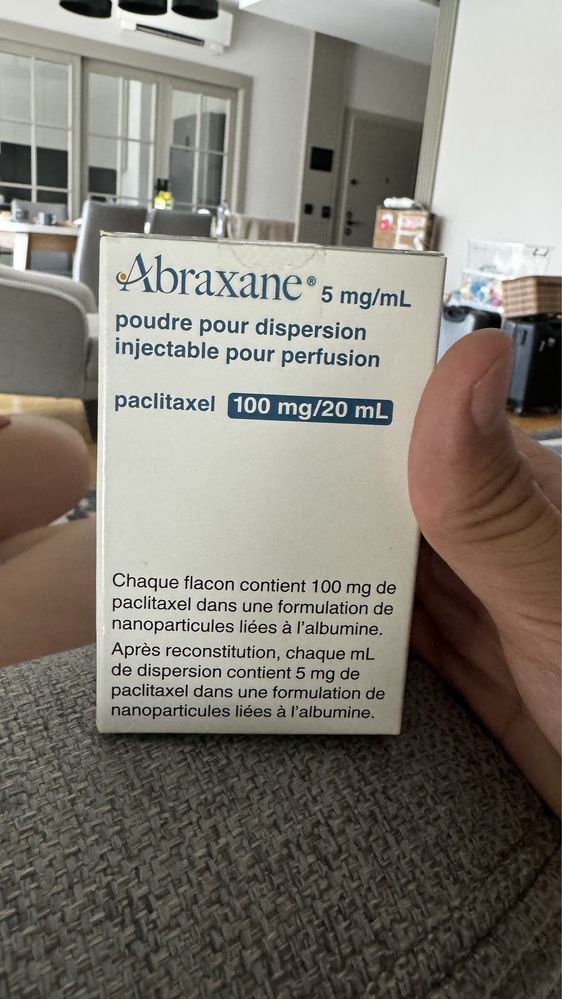 Abraxane® 5 mg/mL
poudre pour dispersion
injectable pour perfusion
paclitaxel 100 mg/20 mL
Chaque flacon contient 100 mg de
paclitaxel dans une formulation de
nanoparticules liées à l'albumine.
Après reconstitution, chaque mL
de dispersion contient 5 mg de
paclitaxel dans une formulation de
nanoparticules liées à l'albumine.